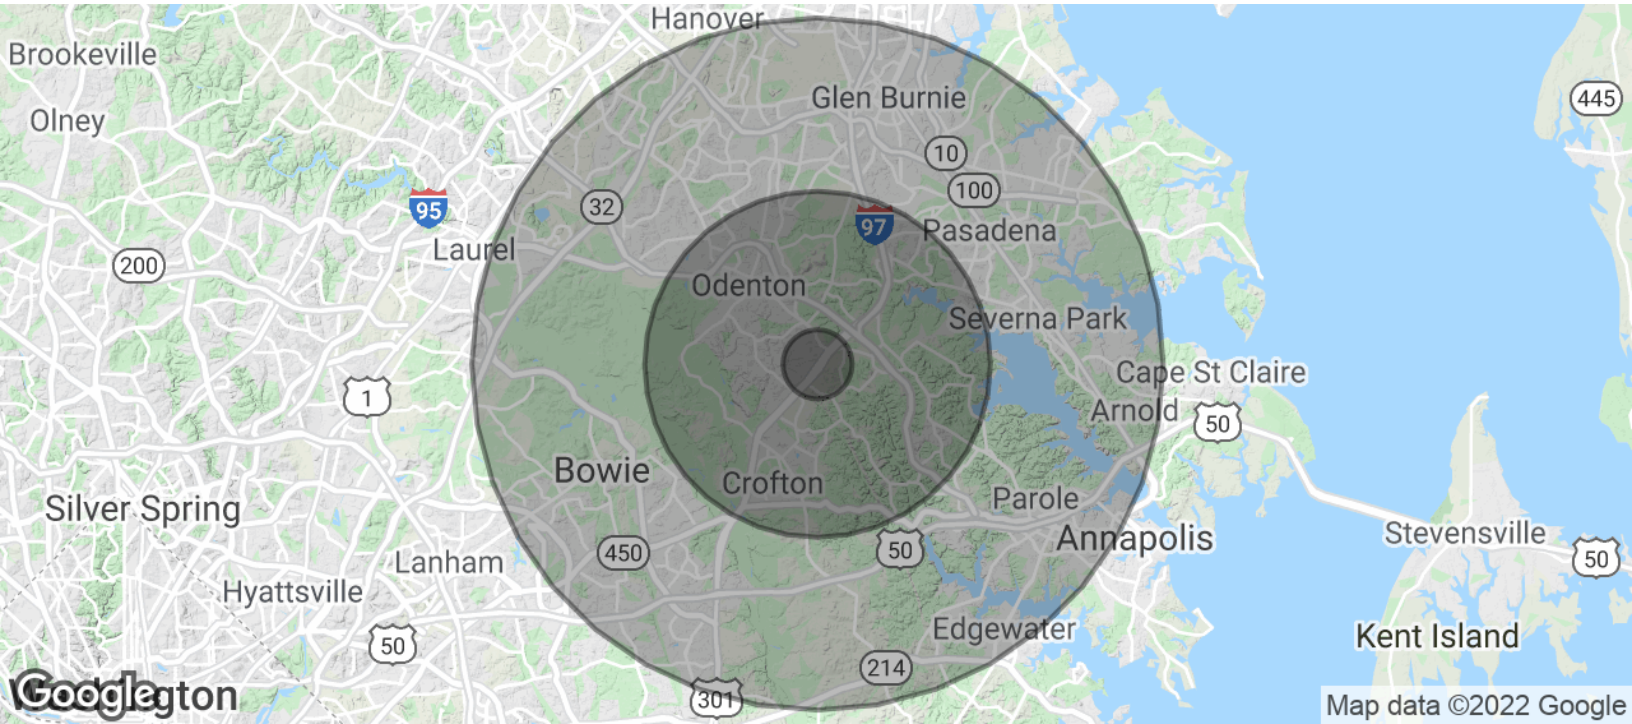 Hanover
Brookeville
Glen Burnie
445
Olney
10
100
32
95
97
Pasadena
Laurel
200
Odenton
Severna Park
Cape St Claire
1
Arnold
50
Bowie
Crofton
Parole
Silver Spring
Annapolis
Stevensville
50
450
50
Lanham
Hyattsville
Edgewater
Kent Island
50
214
301
Google
Map data ©2022 Google